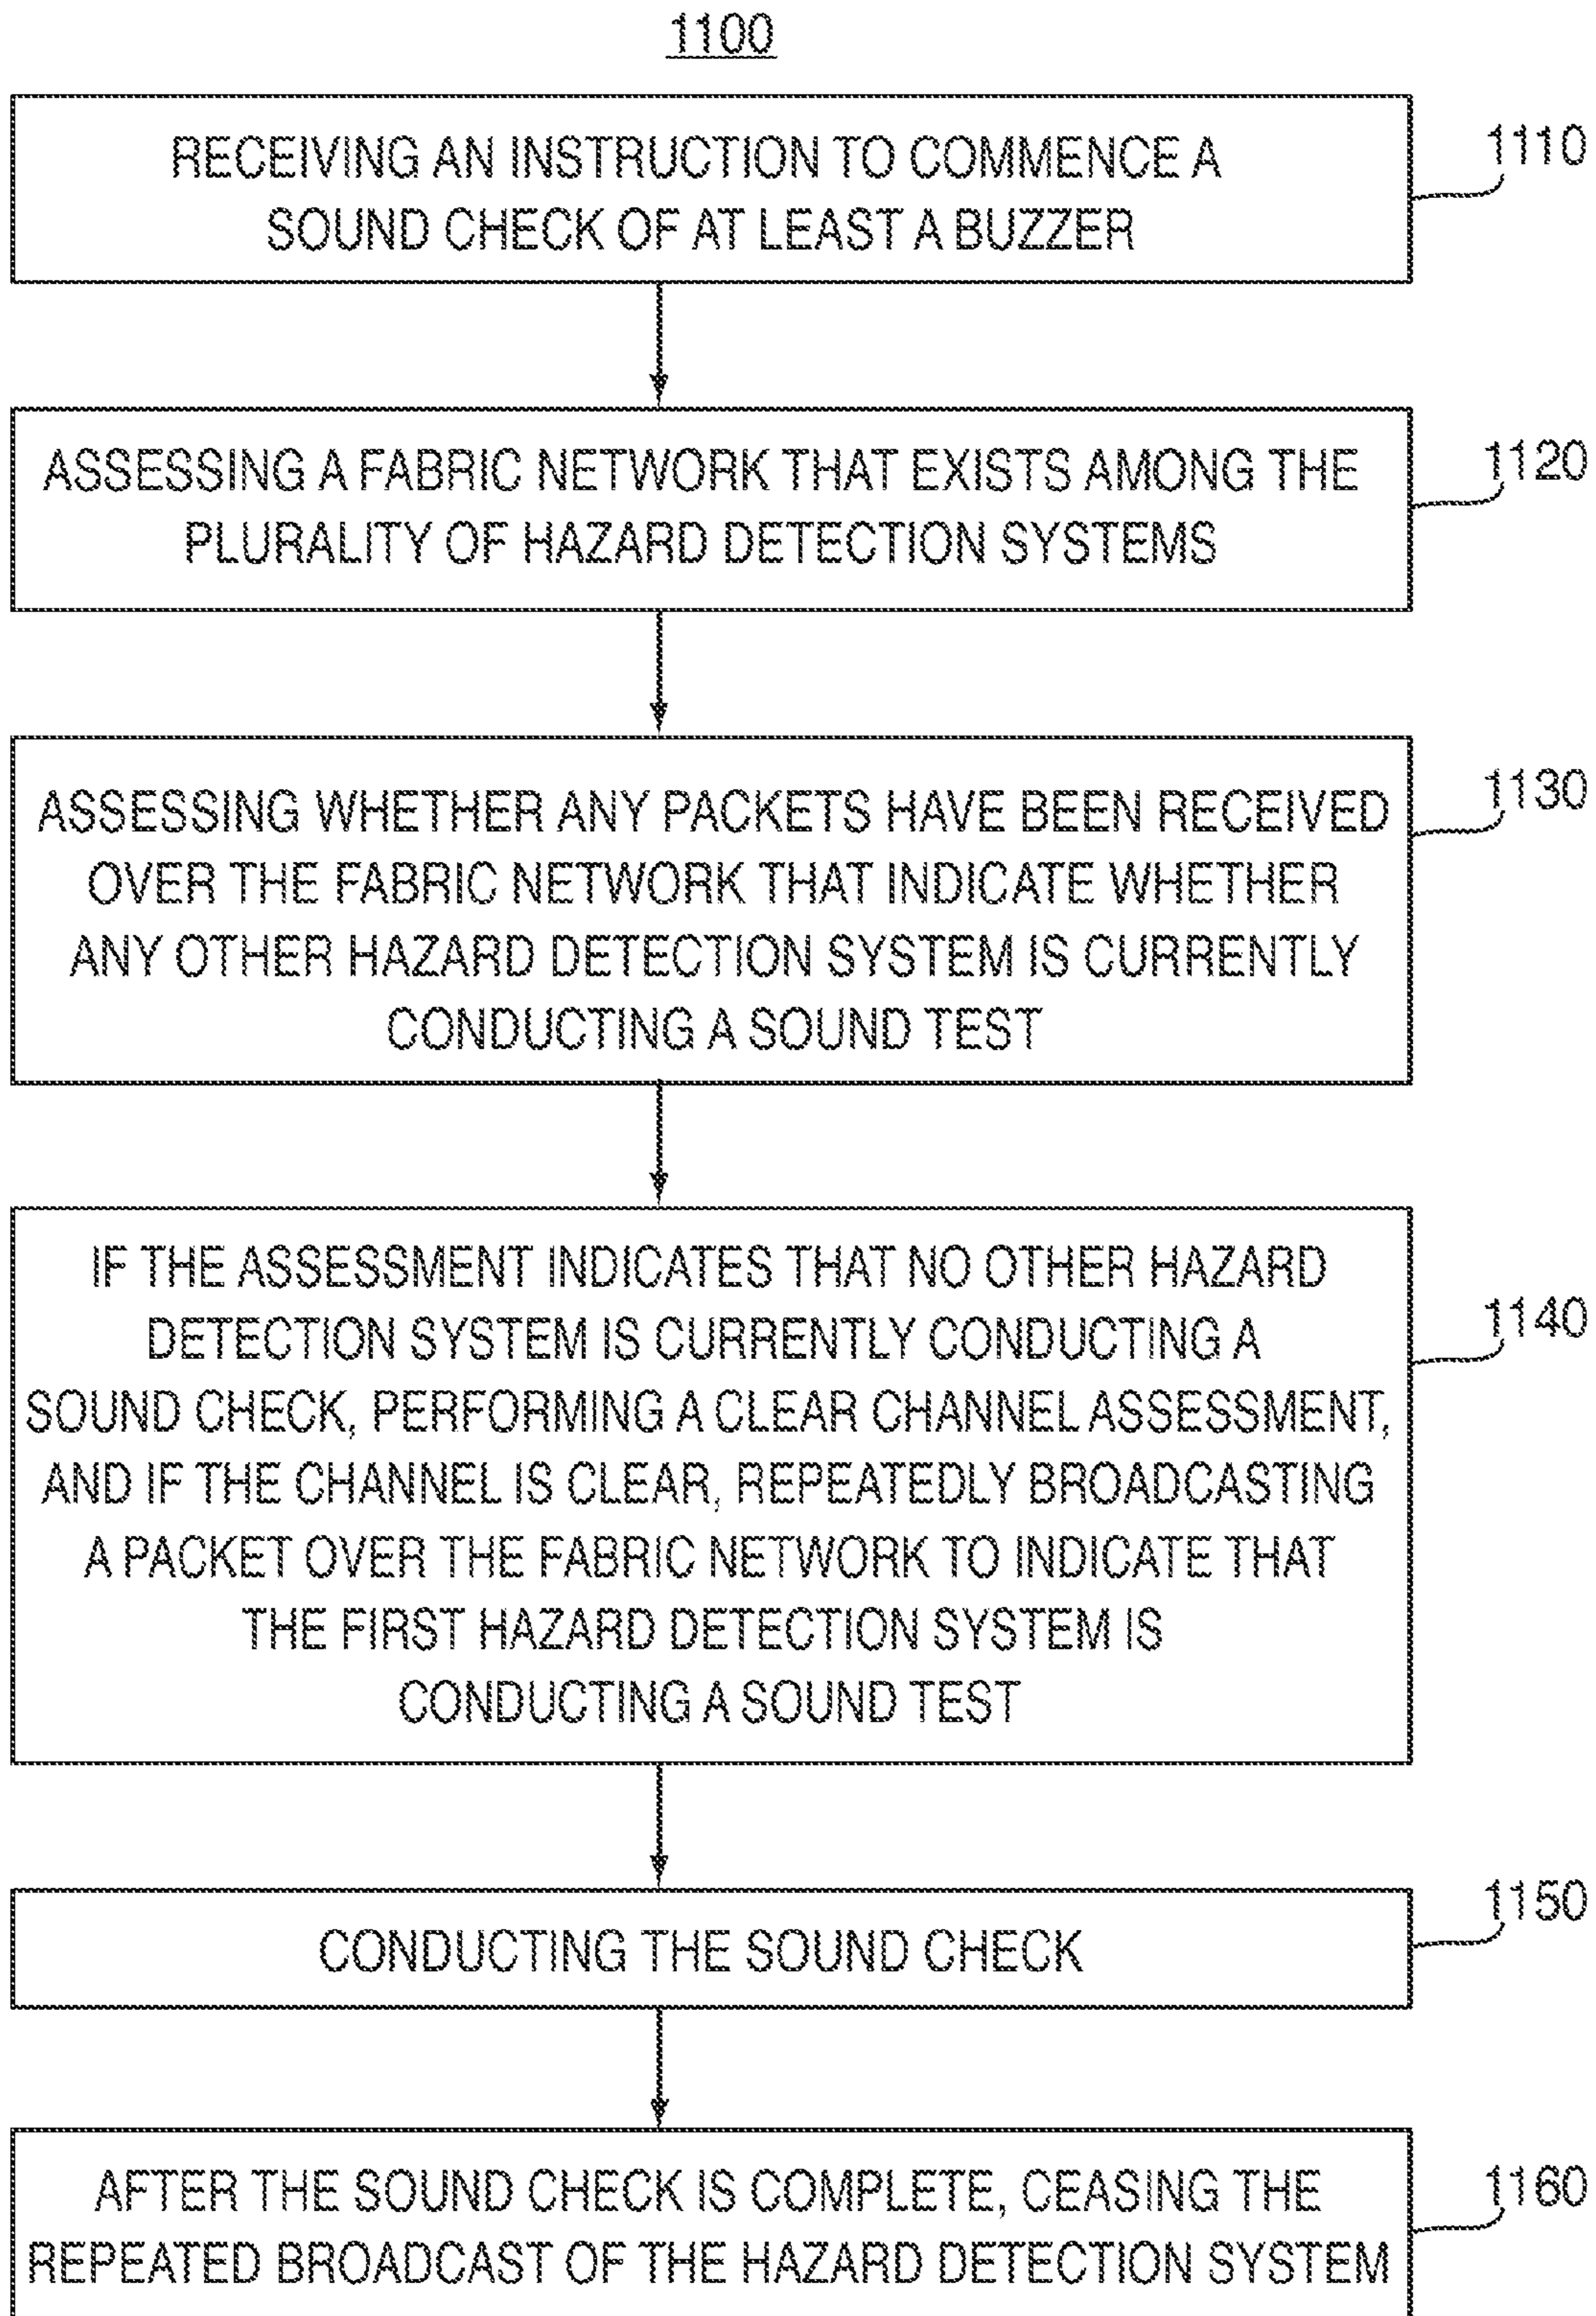 1100
RECEIVING AN INSTRUCTION TO COMMENCE A
SOUND CHECK OF AT LEAST A BUZZER
1110
ASSESSING A FABRIC NETWORK THAT EXISTS AMONG THE
PLURALITY OF HAZARD DETECTION SYSTEMS
1120
ASSESSING WHETHER ANY PACKETS HAVE BEEN RECEIVED
OVER THE FABRIC NETWORK THAT INDICATE WHETHER
ANY OTHER HAZARD DETECTION SYSTEM IS CURRENTLY
CONDUCTING A SOUND TEST
1130
IF THE ASSESSMENT INDICATES THAT NO OTHER HAZARD
DETECTION SYSTEM IS CURRENTLY CONDUCTING A
SOUND CHECK, PERFORMING A CLEAR CHANNEL ASSESSMENT,
AND IF THE CHANNEL IS CLEAR, REPEATEDLY BROADCASTING
A PACKET OVER THE FABRIC NETWORK TO INDICATE THAT
THE FIRST HAZARD DETECTION SYSTEM IS
CONDUCTING A SOUND TEST
1140
CONDUCTING THE SOUND CHECK
1150
AFTER THE SOUND CHECK IS COMPLETE, CEASING THE
REPEATED BROADCAST OF THE HAZARD DETECTION SYSTEM
1160